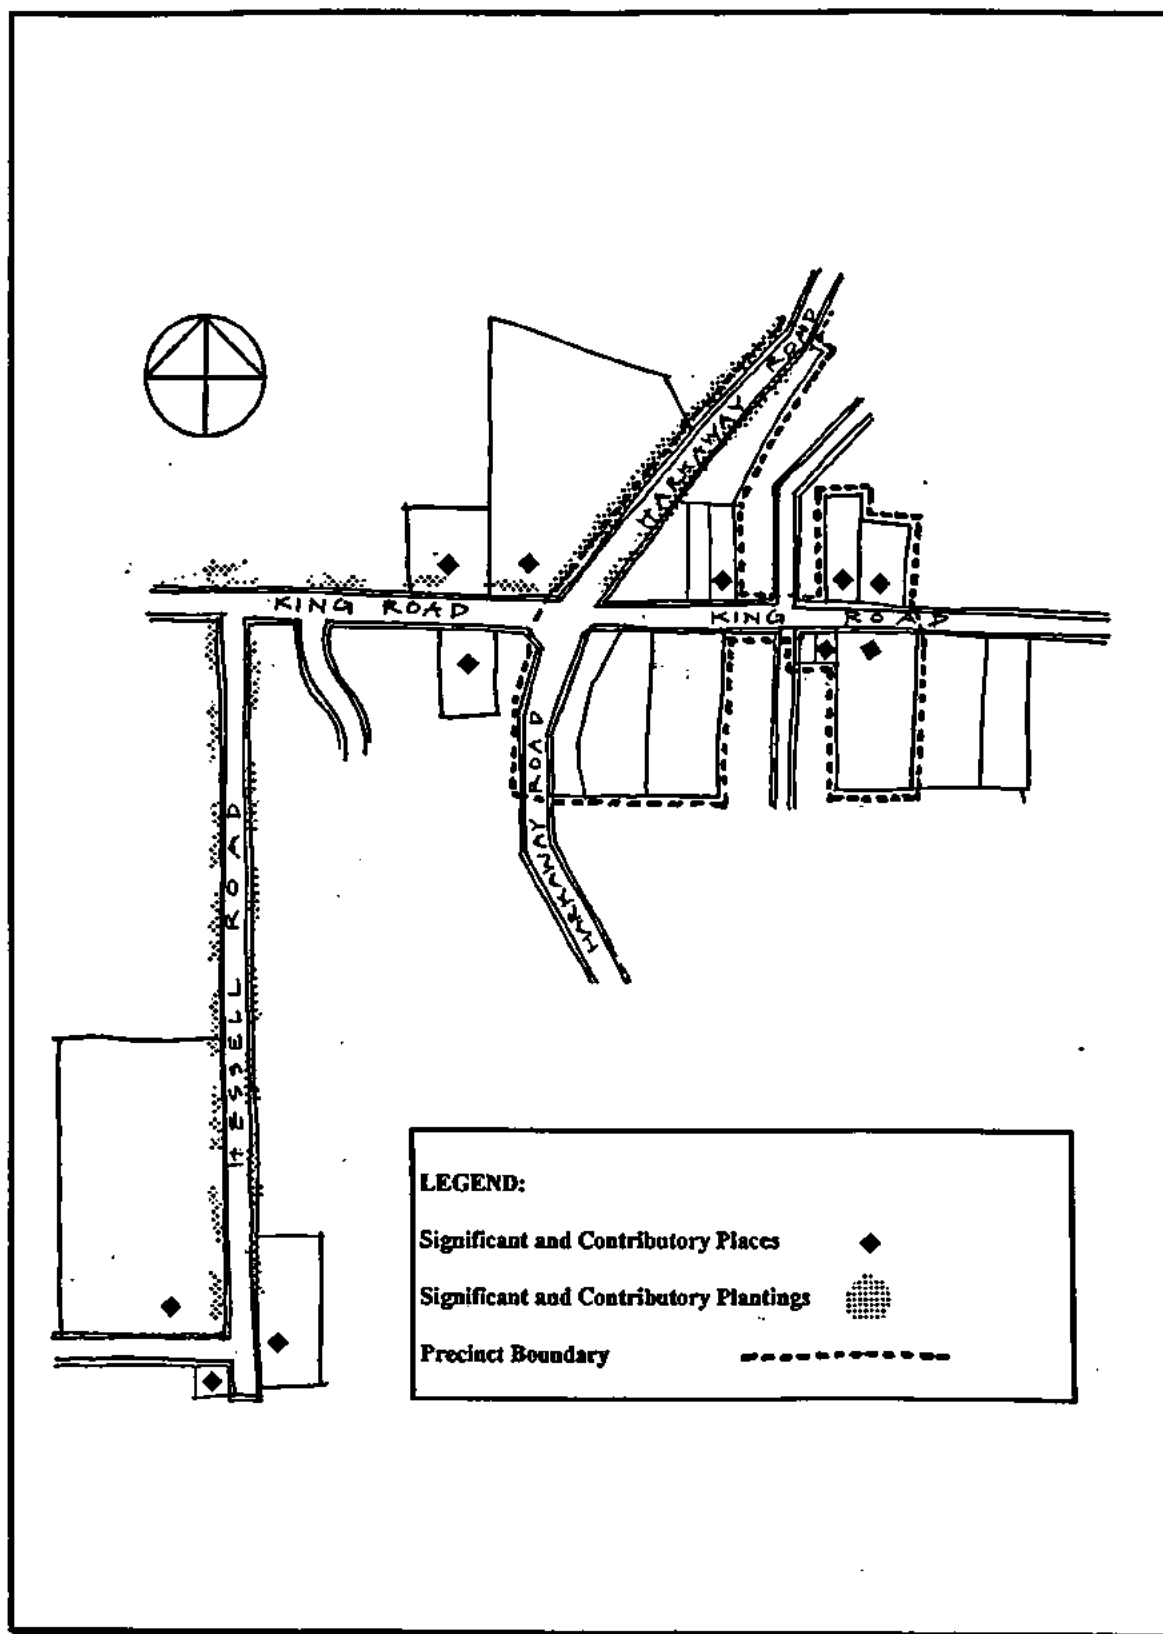 HARKAWAY ROAD
KING ROAD
KING ROAD
HARKAWAY ROAD
HESSELL ROAD
LEGEND:
Significant and Contributory Places
Significant and Contributory Plantings
Precinct Boundary